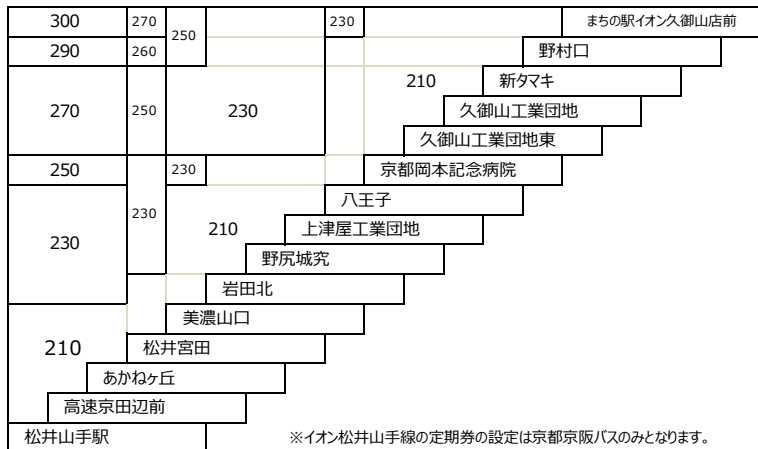 300 270 250 230 まちの駅イオン久御山店前
290 260 野村口
210 新タマキ
270 250 230 久御山工業団地
久御山工業団地東
250 230 京都岡本記念病院
230 八王子
230 210 上津屋工業団地
野尻城究
岩田北
美濃山口
210 松井宮田
あかねヶ丘
高速京田辺前
松井山手駅 ※イオン松井山手線の定期券の設定は京都京阪バスのみとなります。